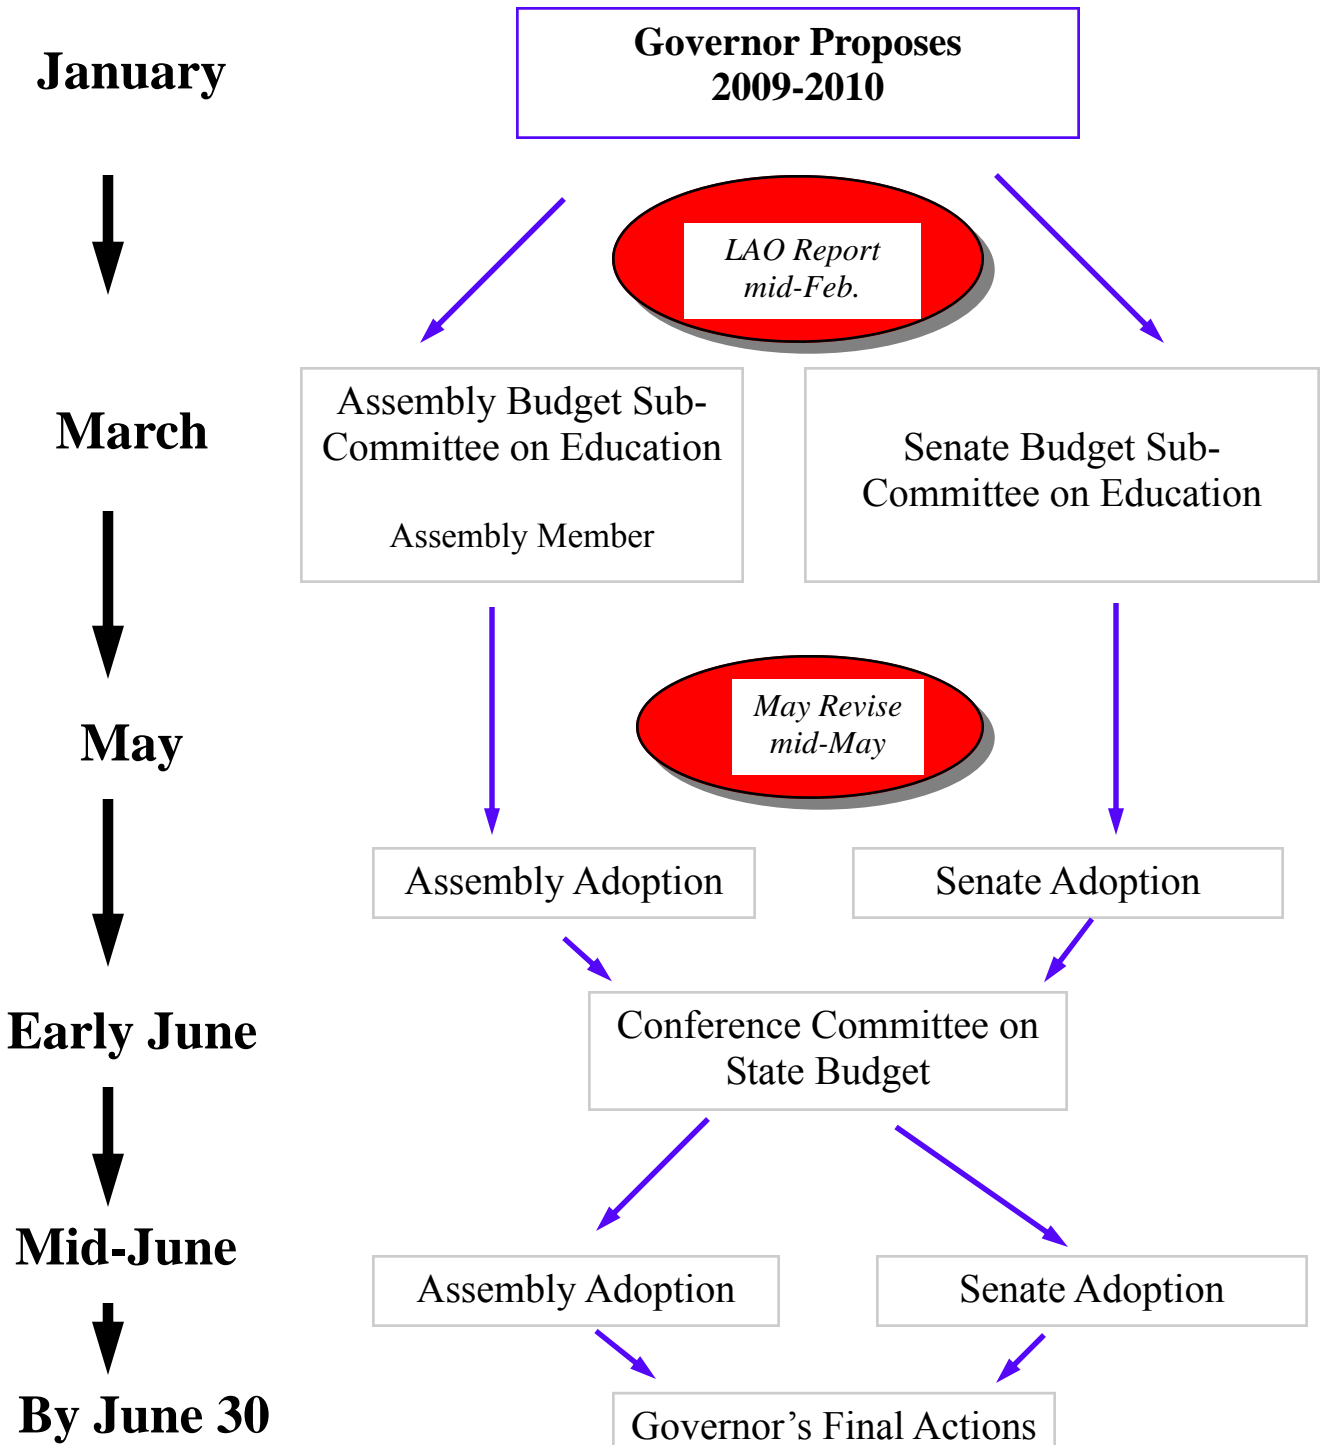 January
Governor Proposes
2009-2010
LAO Report
mid-Feb.
March
Assembly Budget Sub-
Committee on Education
Assembly Member
Senate Budget Sub-
Committee on Education
May
May Revise
mid-May
Assembly Adoption
Senate Adoption
Early June
Conference Committee on
State Budget
Mid-June
Assembly Adoption
Senate Adoption
By June 30
Governor’s Final Actions